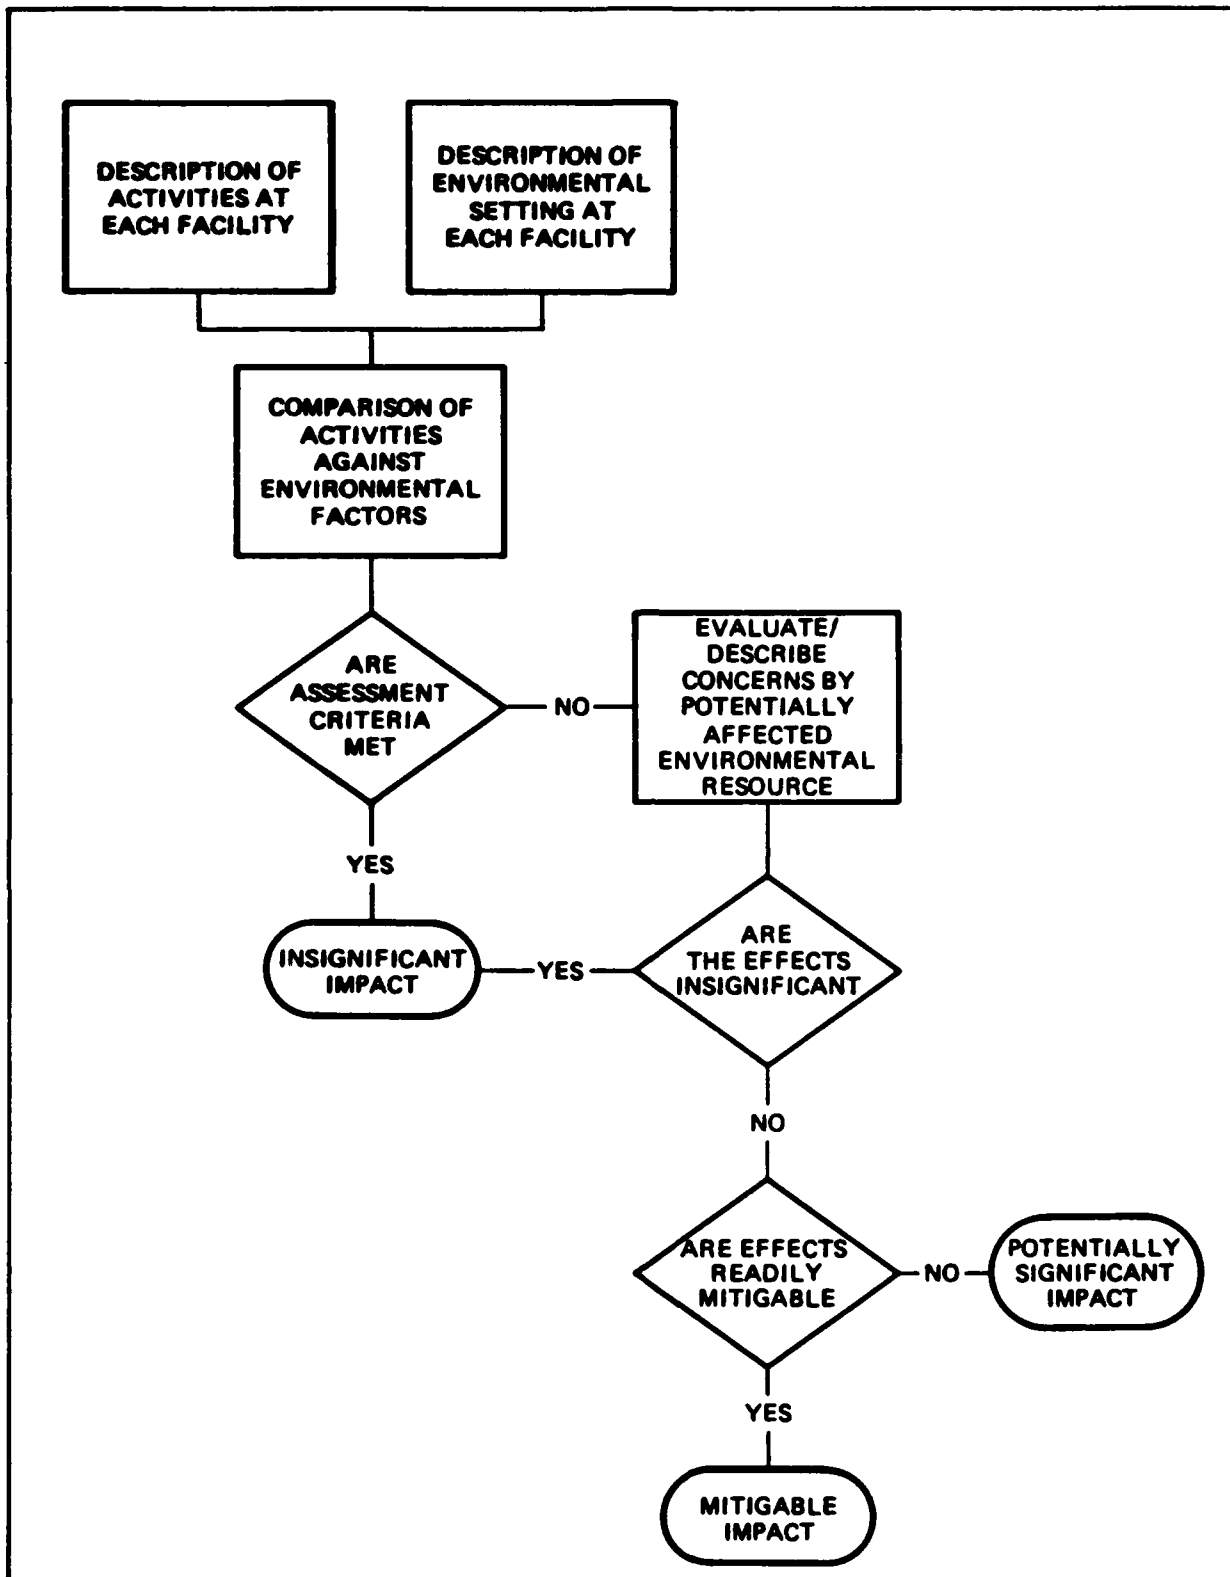 DESCRIPTION OF
ACTIVITIES AT
EACH FACILITY
DESCRIPTION OF
ENVIRONMENTAL
SETTING AT
EACH FACILITY
COMPARISON OF
ACTIVITIES
AGAINST
ENVIRONMENTAL
FACTORS
ARE
ASSESSMENT
CRITERIA
MET
NO
EVALUATE/
DESCRIBE
CONCERNS BY
POTENTIALLY
AFFECTED
ENVIRONMENTAL
RESOURCE
YES
INSIGNIFICANT
IMPACT
YES
ARE
THE EFFECTS
INSIGNIFICANT
NO
ARE EFFECTS
READILY
MITIGABLE
NO
POTENTIALLY
SIGNIFICANT
IMPACT
YES
MITIGABLE
IMPACT